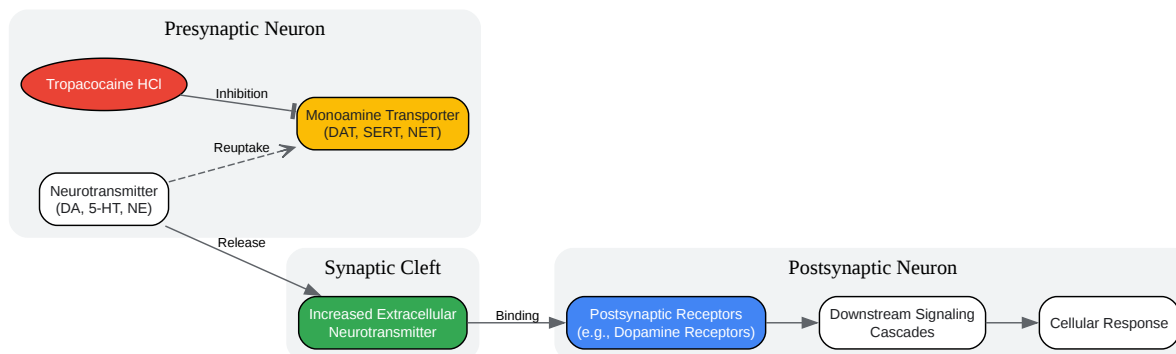 Presynaptic Neuron
Tropacocaine HCl
Inhibition
Monoamine Transporter
(DAT, SERT, NET)
Reuptake
Neurotransmitter
(DA, 5-HT, NE)
Release
Synaptic Cleft
Increased Extracellular
Neurotransmitter
Binding
Postsynaptic Neuron
Postsynaptic Receptors
(e.g., Dopamine Receptors)
Downstream Signaling
Cascades
Cellular Response